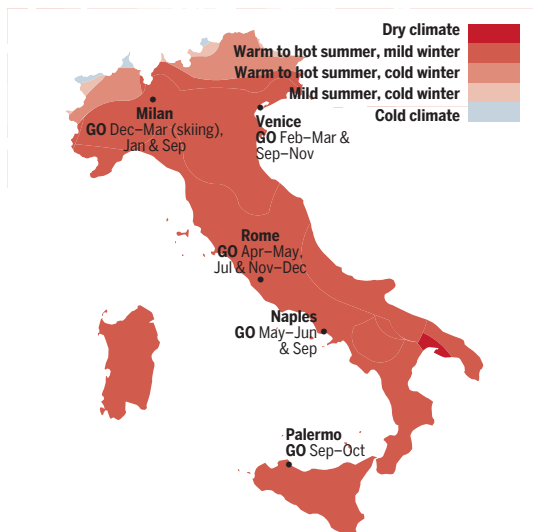 Dry climate
Warm to hot summer, mild winter
Warm to hot summer, cold winter
Mild summer, cold winter
Cold climate
Milan
GO Dec–Mar (skiing),
Jan & Sep
Venice
GO Feb–Mar &
Sep–Nov
Rome
GO Apr–May,
Jul & Nov–Dec
Naples
GO May–Jun
& Sep
Palermo
GO Sep–Oct